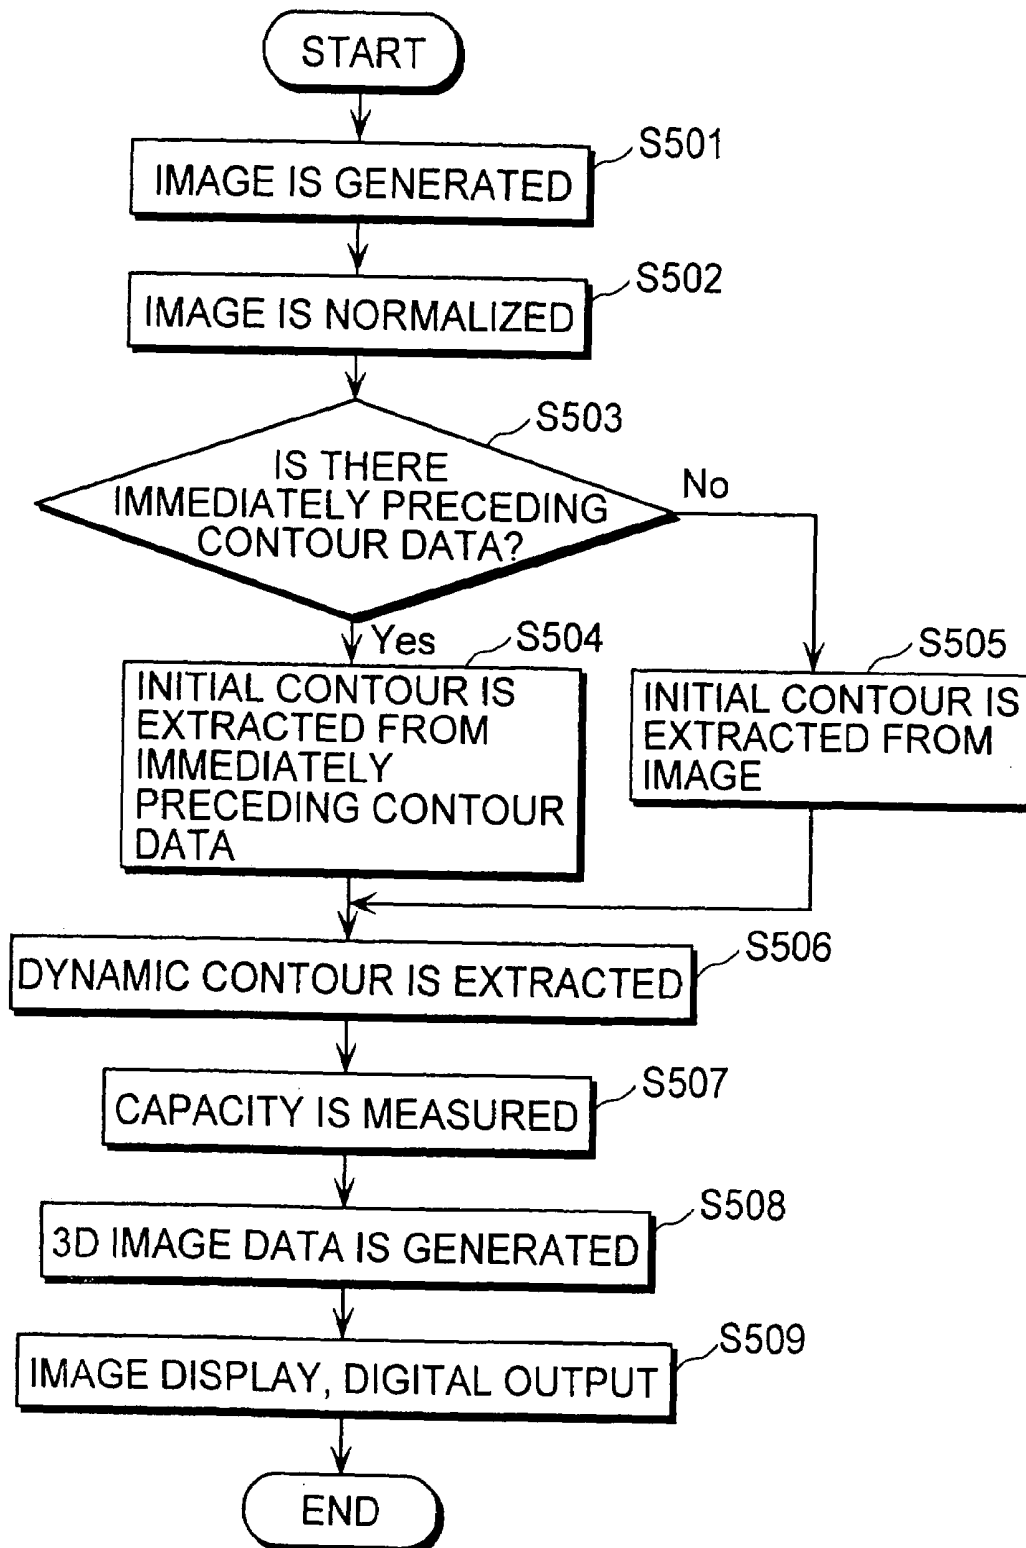 START
S501
IMAGE IS GENERATED
S502
IMAGE IS NORMALIZED
S503
IS THERE
IMMEDIATELY PRECEDING
CONTOUR DATA?
No
Yes
S504
INITIAL CONTOUR IS
EXTRACTED FROM
IMMEDIATELY
PRECEDING CONTOUR
DATA
S505
INITIAL CONTOUR IS
EXTRACTED FROM
IMAGE
S506
DYNAMIC CONTOUR IS EXTRACTED
S507
CAPACITY IS MEASURED
S508
3D IMAGE DATA IS GENERATED
S509
IMAGE DISPLAY, DIGITAL OUTPUT
END